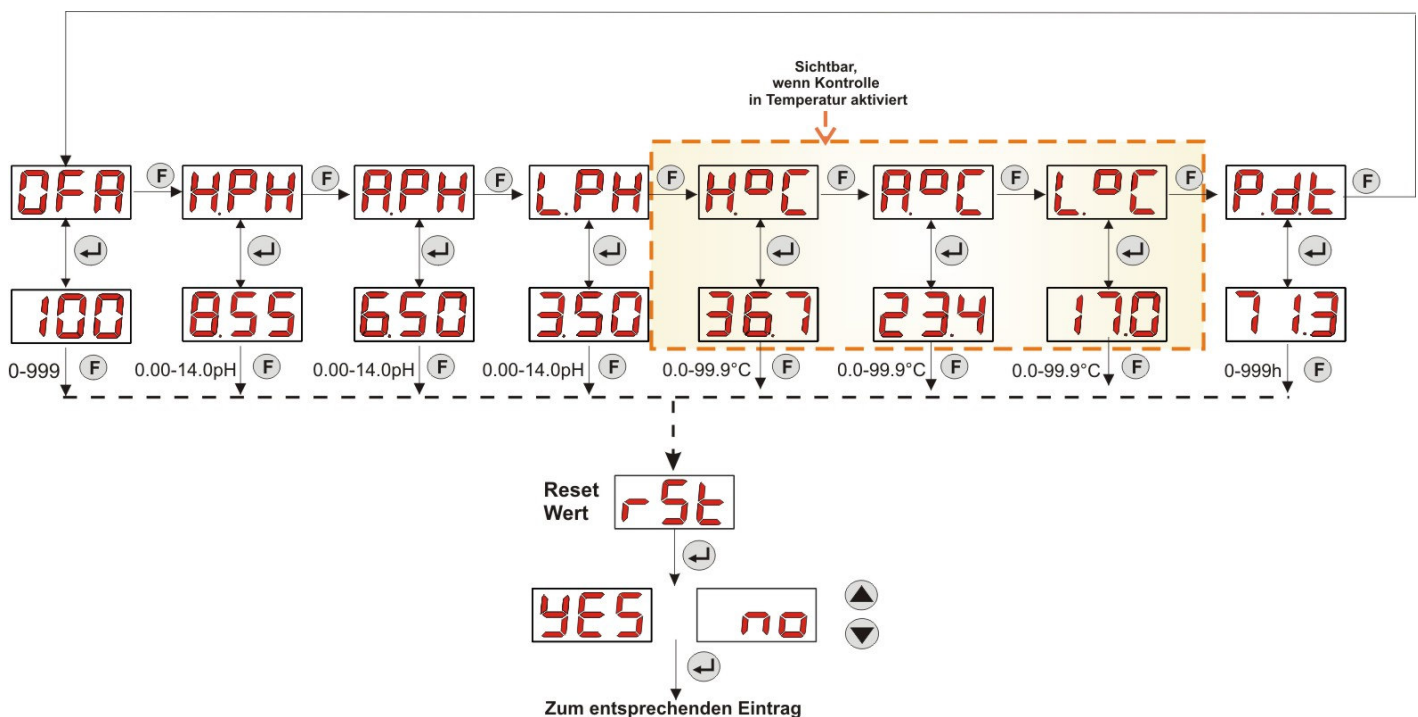 Sichtbar,
wenn Kontrolle
in Temperatur aktiviert
OFA F H.PH F A.PH F L.PH F H.°C F A.°C F L.°C F P.d.t F
100 8.55 6.50 3.50 36.7 23.4 17.0 71.3
0-999 F 0.00-14.0pH F 0.00-14.0pH F 0.00-14.0pH F 0.0-99.9°C F 0.0-99.9°C F 0.0-99.9°C F 0-999h F
Reset
Wert
rSt
YES no
Zum entsprechenden Eintrag